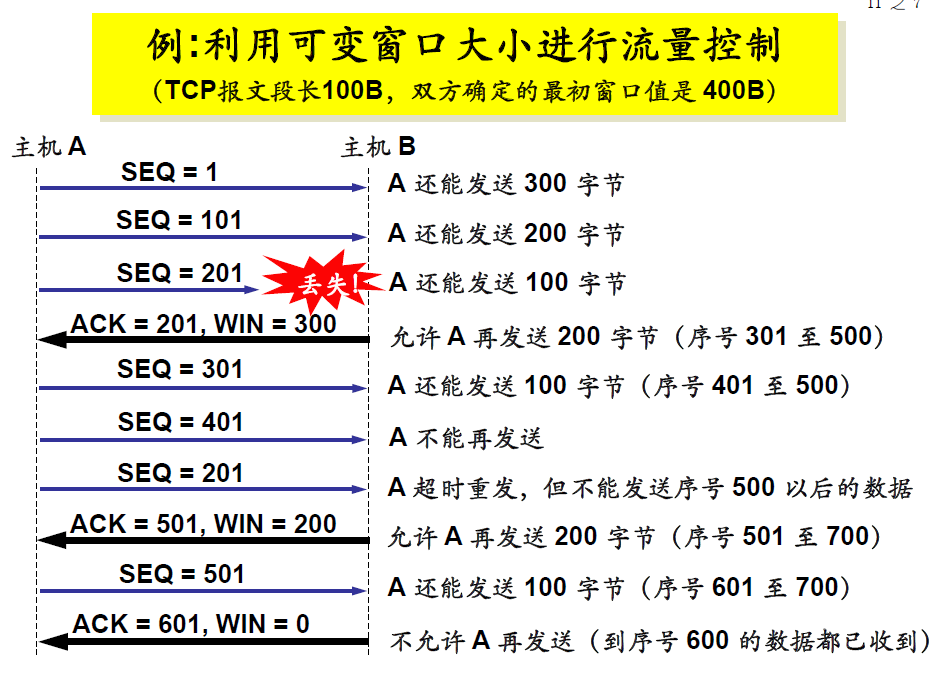 例:利用可变窗口大小进行流量控制
（TCP报文段长100B，双方确定的最初窗口值是 400B）
主机 A
主机 B
SEQ = 1
A 还能发送 300 字节
SEQ = 101
A 还能发送 200 字节
SEQ = 201
丢失!
A 还能发送 100 字节
ACK = 201, WIN = 300
允许 A 再发送 200 字节（序号 301 至 500）
SEQ = 301
A 还能发送 100 字节（序号 401 至 500）
SEQ = 401
A 不能再发送
SEQ = 201
A 超时重发，但不能发送序号 500 以后的数据
ACK = 501, WIN = 200
允许 A 再发送 200 字节（序号 501 至 700）
SEQ = 501
A 还能发送 100 字节（序号 601 至 700）
ACK = 601, WIN = 0
不允许 A 再发送（到序号 600 的数据都已收到）